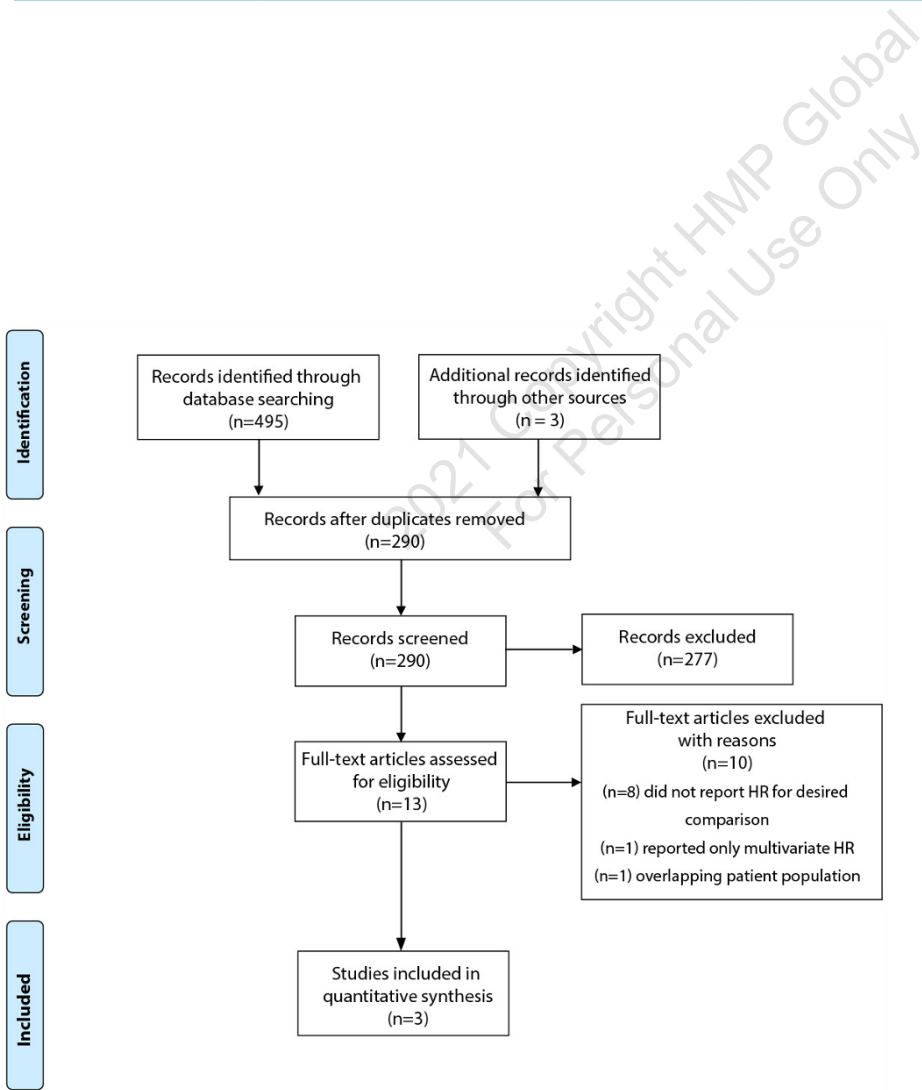 2021 Copyright HMP Global
For Personal Use Only
Identification
Records identified through
database searching
(n=495)
Additional records identified
through other sources
(n = 3)
Records after duplicates removed
(n=290)
Screening
Records screened
(n=290)
Records excluded
(n=277)
Eligibility
Full-text articles assessed
for eligibility
(n=13)
Full-text articles excluded
with reasons
(n=10)
(n=8) did not report HR for desired
comparison
(n=1) reported only multivariate HR
(n=1) overlapping patient population
Included
Studies included in
quantitative synthesis
(n=3)